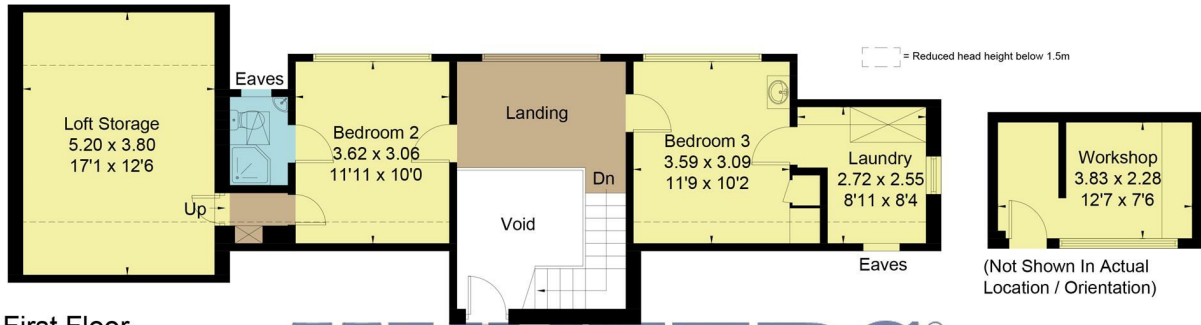 = Reduced head height below 1.5m
Eaves
Loft Storage
5.20 x 3.80
17'1 x 12'6
Up
Bedroom 2
3.62 x 3.06
11'11 x 10'0
Landing
Dn
Void
Bedroom 3
3.59 x 3.09
11'9 x 10'2
Laundry
2.72 x 2.55
8'11 x 8'4
Eaves
Workshop
3.83 x 2.28
12'7 x 7'6
(Not Shown In Actual
Location / Orientation)
First Floor